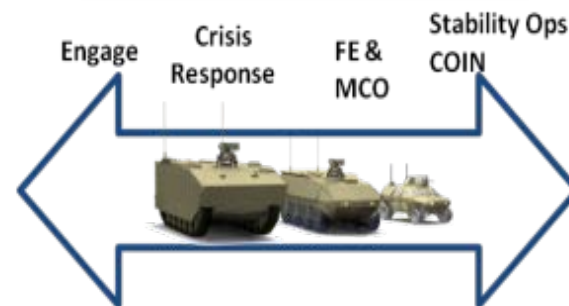 Engage
Crisis
Response
FE &
MCO
Stability Ops
COIN